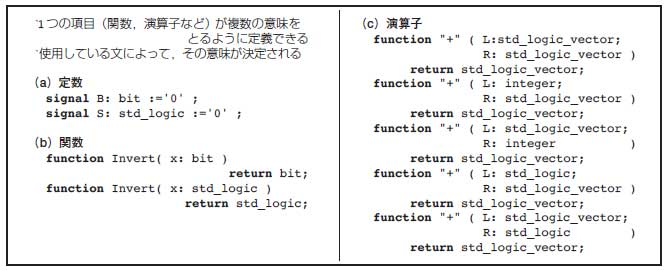 `1つの項目（関数，演算子など）が複数の意味を
とるように定義できる
`使用している文によって，その意味が決定される
(a) 定数
signal B: bit :='0' ;
signal S: std_logic :='0' ;
(b) 関数
function Invert( x: bit )
return bit;
function Invert( x: std_logic )
return std_logic;
(c) 演算子
function "+" ( L:std_logic_vector;
R: std_logic_vector )
return std_logic_vector;
function "+" ( L: integer;
R: std_logic_vector )
return std_logic_vector;
function "+" ( L: std_logic_vector;
R: integer )
return std_logic_vector;
function "+" ( L: std_logic;
R: std_logic_vector )
return std_logic_vector;
function "+" ( L: std_logic_vector;
R: std_logic )
return std_logic_vector;